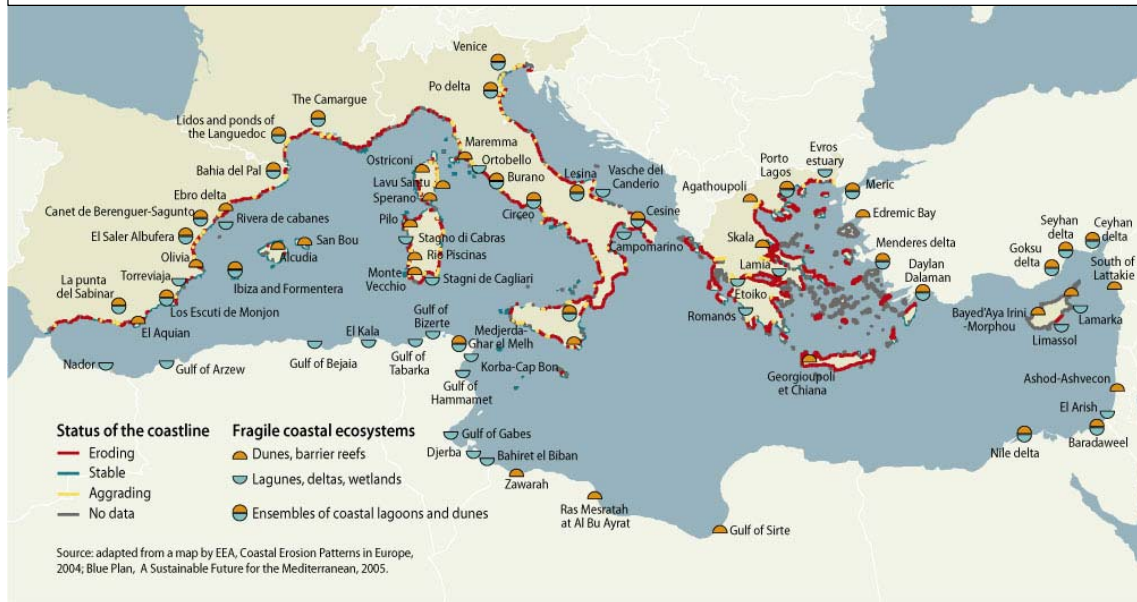 Venice
Po delta
The Camargue
Lidos and ponds
of the Languedoc
Bahia del Pal
Ebro delta
Canet de Berenguer-Sagunto
Rivera de cabanes
El Saler Albufera
San Bou
Alcudia
Olivia
Torreviaja
La punta
del Sabinar
Ibiza and Formentera
Los Escuti de Monjon
El Aquian
Maremma
Ostriconi
Ortobello
Lavu Santu
Burano
Sperano
Circeo
Pilo
Stagho di Cabras
Rio Piscinas
Monte-
Vecchio
Stagni de Cagliari
Lesina
Vasche del
Canderio
Cesine
Campomarino
Agathoupoli
Porto
Lagos
Evros
estuary
Meric
Edremic Bay
Skala
Lamia
Etoiko
Romanos
Menderes delta
Daylan
Dalaman
Georgioupoli
et Chiana
Seyhan
delta
Ceyhan
delta
Goksu
delta
South of
Lattakie
Bayed'Aya Irini
-Morphou
Lamarka
Limassol
Ashod-Ashvecon
El Arish
Baradaweel
Nile delta
Nador
Gulf of Arzew
Gulf of Bejaia
El Kala
Gulf of
Tabarka
Gulf of
Bizerte
Medjerda-
Ghar el Melh
Korba-Cap Bon
Gulf of
Hammamet
Gulf of Gabes
Djerba
Bahiret el Biban
Zawarah
Ras Mesratah
at Al Bu Ayrat
Gulf of Sirte
Status of the coastline
Eroding
Stable
Aggrading
No data
Fragile coastal ecosystems
Dunes, barrier reefs
Lagunes, deltas, wetlands
Ensembles of coastal lagoons and dunes
Source: adapted from a map by EEA, Coastal Erosion Patterns in Europe,
2004; Blue Plan, A Sustainable Future for the Mediterranean, 2005.